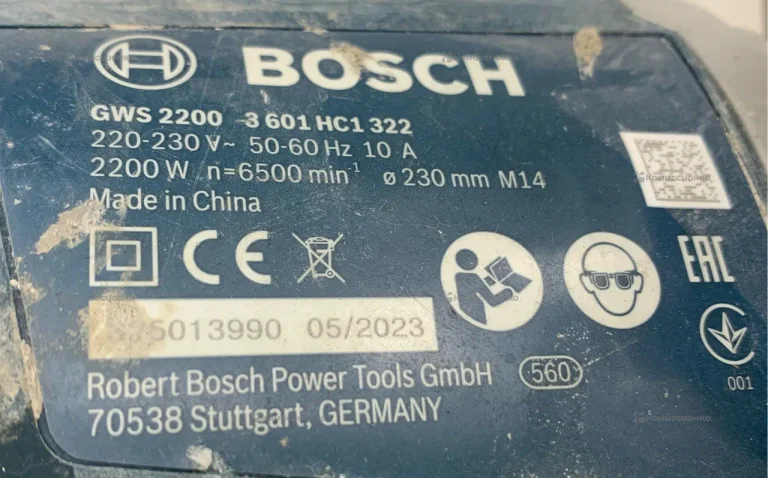 BOSCH
GWS 2200 3 601 HC1 322
220-230 V~ 50-60 Hz 10 A
2200 W n=6500 min⁻¹ ø 230 mm M14
Made in China
КОМИССИОНКА
CE
EAC
5013990 05/2023
001
Robert Bosch Power Tools GmbH 560
70538 Stuttgart, GERMANY
КОМИССИОНКА